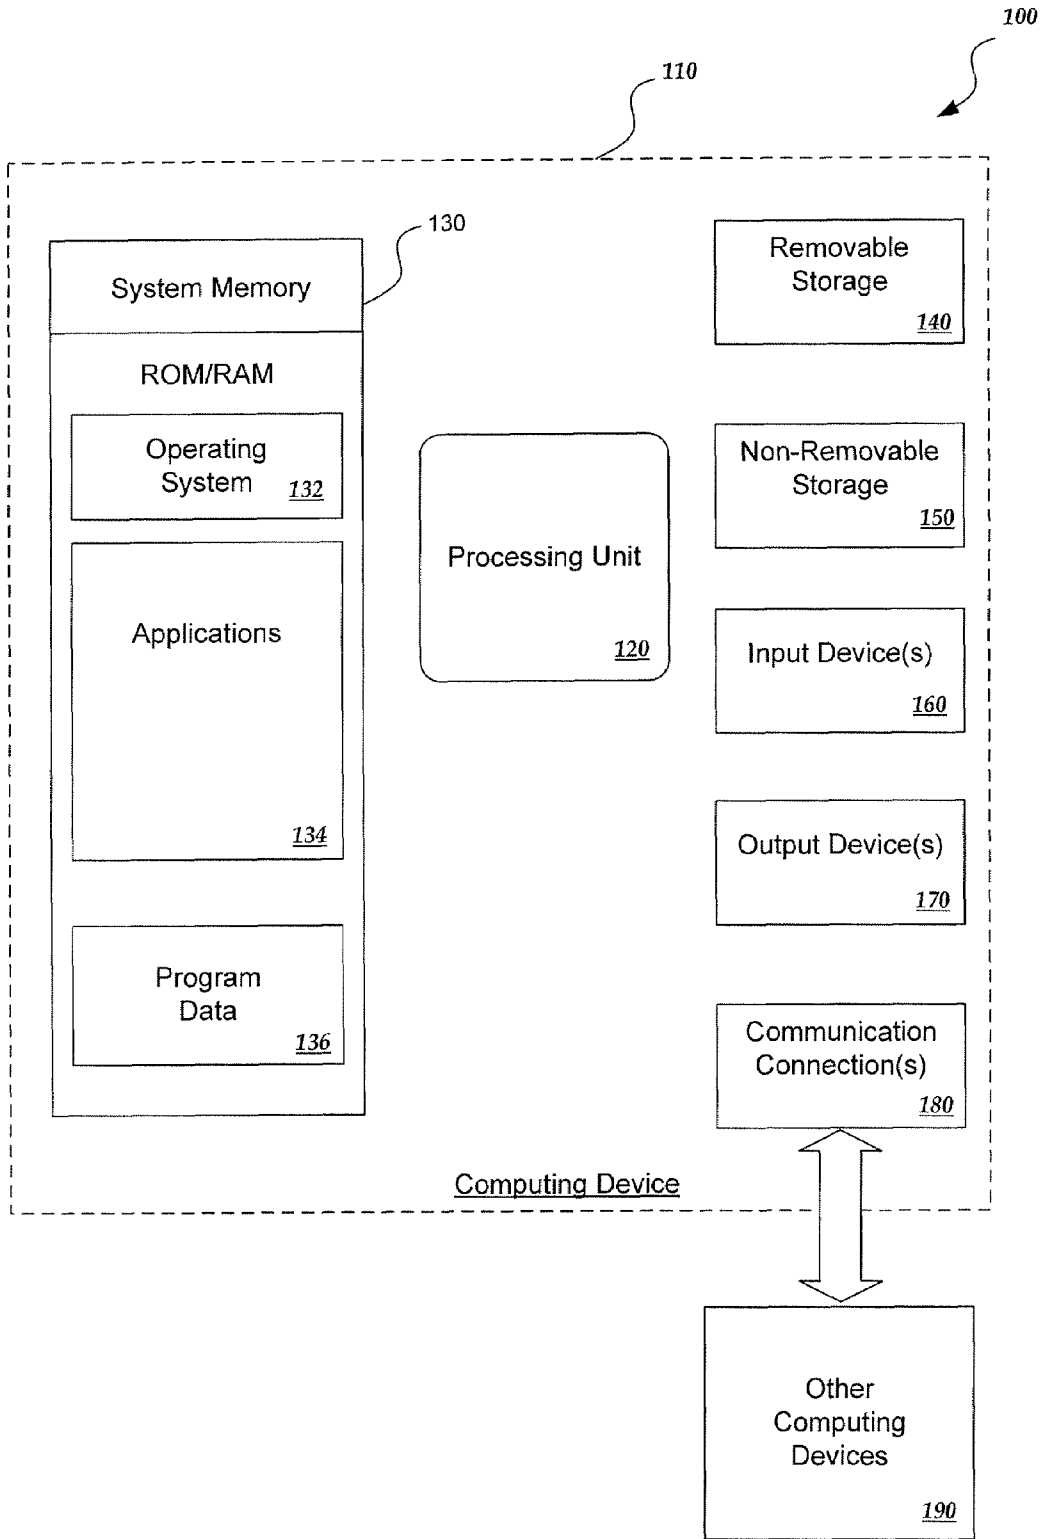 100
110
130
System Memory
ROM/RAM
Operating
System
132
Applications
134
Program
Data
136
Processing Unit
120
Removable
Storage
140
Non-Removable
Storage
150
Input Device(s)
160
Output Device(s)
170
Communication
Connection(s)
180
Computing Device
Other
Computing
Devices
190